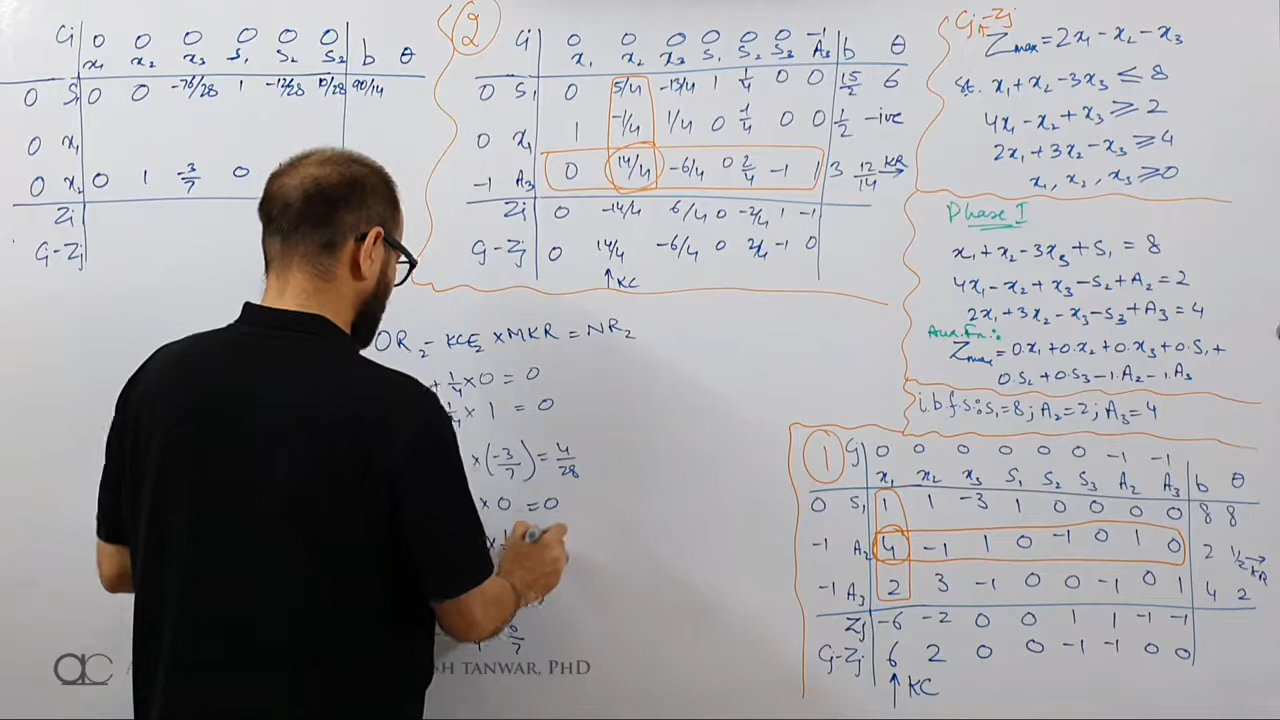 Cj 0 0 0 0 0 0
x₁ x₂ x₃ S₁ S₂ S₃ b θ
0 S₁ 0 0 -76/28 1 -12/28 10/28 90/14
0 x₁
0 x₂ 0 1 -3/7 0
Zj
Cj-Zj
②
Cj 0 0 0 0 0 0 -1
x₁ x₂ x₃ S₁ S₂ S₃ A₃ b θ
0 S₁ 0 5/4 -13/4 1 1/4 0 0 15/2 6
0 x₁ 1 -1/4 1/4 0 1/4 0 0 1/2 -ive
-1 A₃ 0 14/4 -6/4 0 2/4 -1 1 3 12/14 KR→
Zj 0 -14/4 6/4 0 -2/4 1 -1
Cj-Zj 0 14/4 -6/4 0 2/4 -1 0
↑KC
OR₂ - KCE₂ × MKR = NR₂
+ 1/4 × 0 = 0
1/4 × 1 = 0
× (-3/7) = 4/28
× 0 = 0
Cj-Zj
Zmax = 2x₁ - x₂ - x₃
St. x₁ + x₂ - 3x₃ ≤ 8
4x₁ - x₂ + x₃ ≥ 2
2x₁ + 3x₂ - x₃ ≥ 4
x₁, x₂, x₃ ≥ 0
Phase I
x₁ + x₂ - 3x₃ + S₁ = 8
4x₁ - x₂ + x₃ - S₂ + A₂ = 2
2x₁ + 3x₂ - x₃ - S₃ + A₃ = 4
Aux. Fn.:
Zmax = 0.x₁ + 0.x₂ + 0.x₃ + 0.S₁ +
0.S₂ + 0.S₃ - 1.A₂ - 1.A₃
i.b.f.s: S₁ = 8; A₂ = 2; A₃ = 4
①
Cj 0 0 0 0 0 0 -1 -1
x₁ x₂ x₃ S₁ S₂ S₃ A₂ A₃ b θ
0 S₁ 1 1 -3 1 0 0 0 0 8 8
-1 A₂ 4 -1 1 0 -1 0 1 0 2 1/2 → KR
-1 A₃ 2 3 -1 0 0 -1 0 1 4 2
Zj -6 -2 0 0 1 1 -1 -1
Cj-Zj 6 2 0 0 -1 -1 0 0
↑KC
TANWAR, PhD